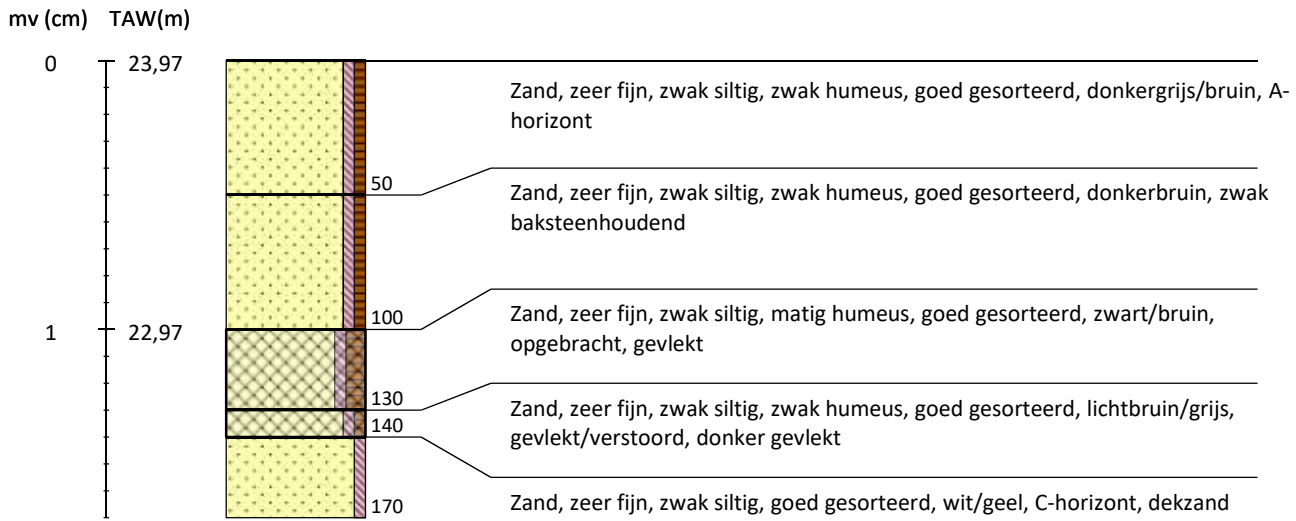 mv (cm) TAW(m)
0 23,97
Zand, zeer fijn, zwak siltig, zwak humeus, goed gesorteerd, donkergrijs/bruin, A-
horizont
50
Zand, zeer fijn, zwak siltig, zwak humeus, goed gesorteerd, donkerbruin, zwak
baksteenhoudend
100
1 22,97
Zand, zeer fijn, zwak siltig, matig humeus, goed gesorteerd, zwart/bruin,
opgebracht, gevlekt
130
Zand, zeer fijn, zwak siltig, zwak humeus, goed gesorteerd, lichtbruin/grijs,
140
gevlekt/verstoord, donker gevlekt
170
Zand, zeer fijn, zwak siltig, goed gesorteerd, wit/geel, C-horizont, dekzand